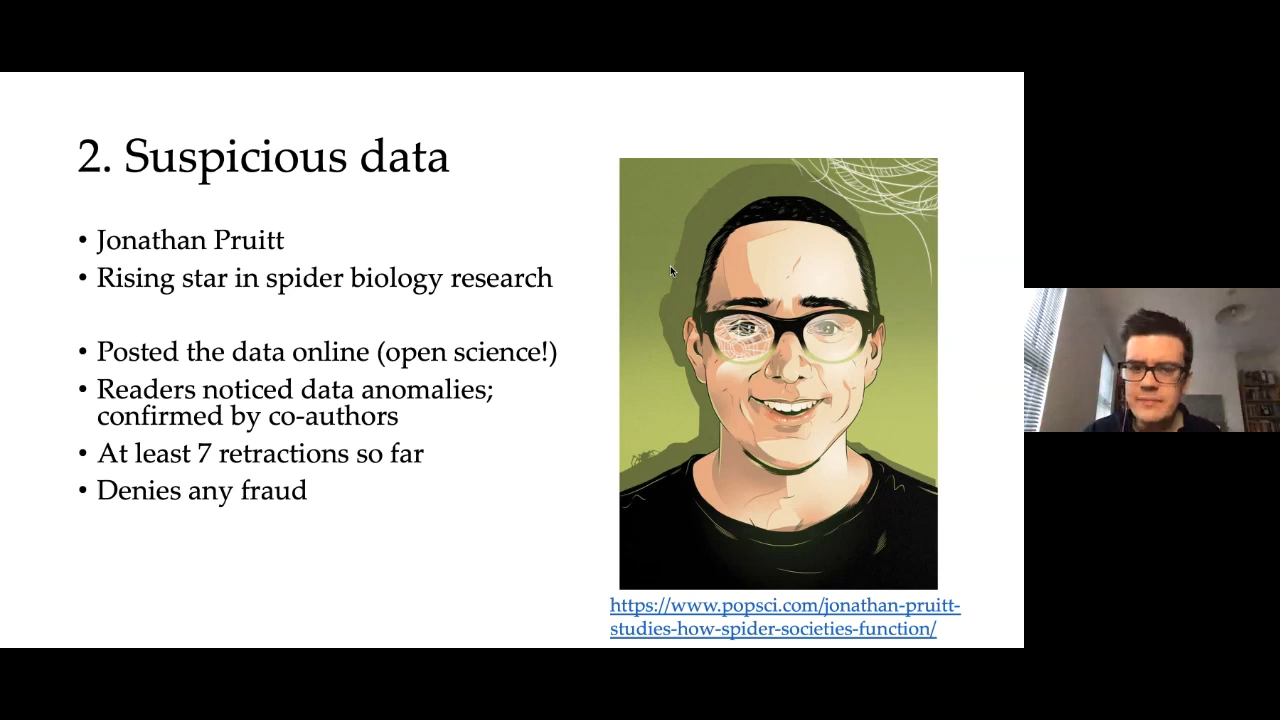 2. Suspicious data
• Jonathan Pruitt
• Rising star in spider biology research
• Posted the data online (open science!)
• Readers noticed data anomalies;
confirmed by co-authors
• At least 7 retractions so far
• Denies any fraud
https://www.popsci.com/jonathan-pruitt-
studies-how-spider-societies-function/